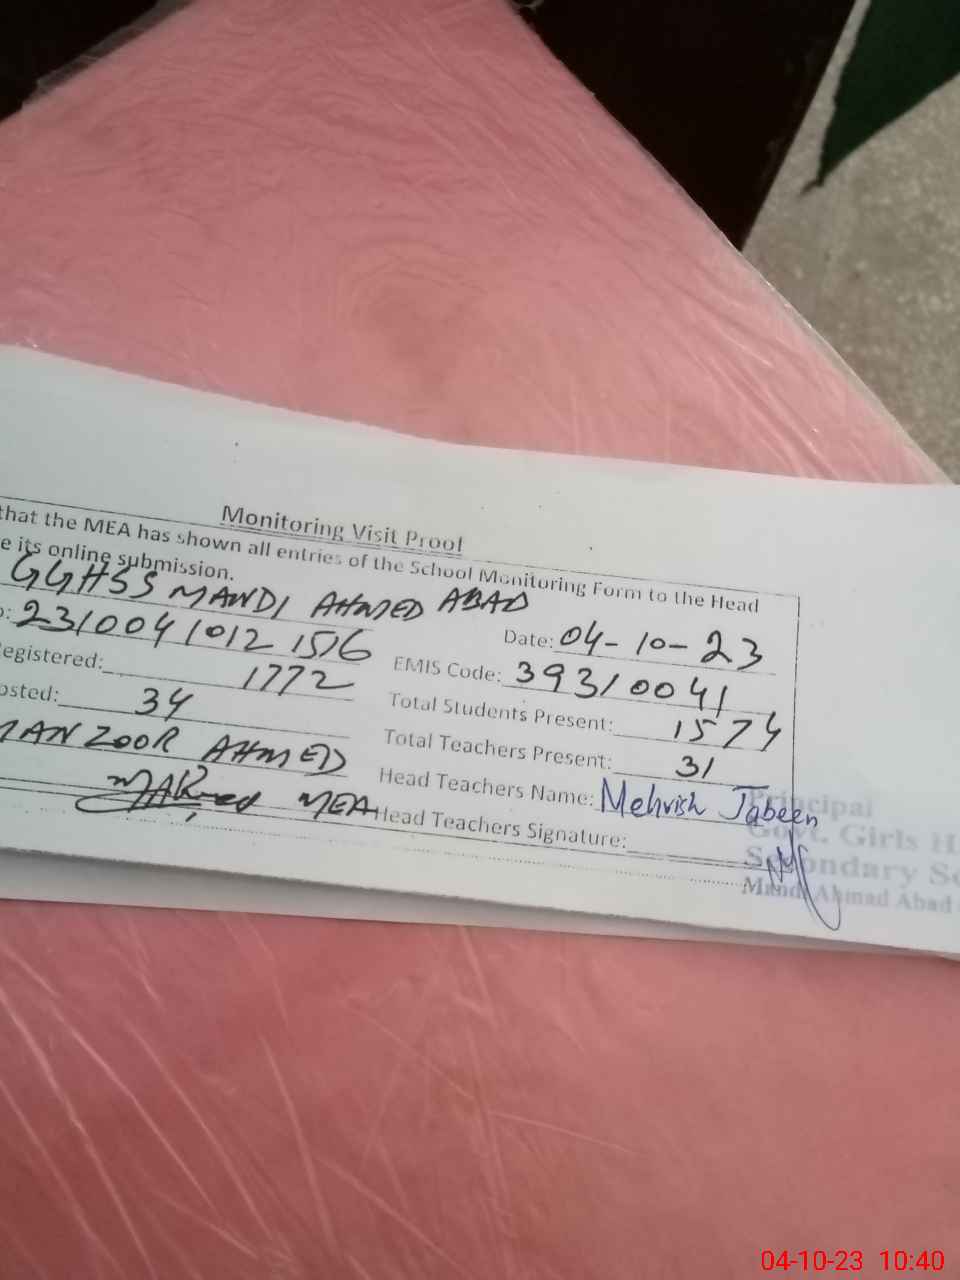 Monitoring Visit Proof
that the MEA has shown all entries of the School Monitoring Form to the Head
e its online submission.
GGHSS MANDI AHMED ABAD
o: 2310041012 1516 Date: 04-10-23
egistered: 1772 EMIS Code: 39310041
osted: 34 Total Students Present: 1574
MANZOOR AHMED Total Teachers Present: 31
MEA Head Teachers Name: Mehrish Jabeen
Head Teachers Signature:
Principal
Govt. Girls H
Secondary Sc
Mandi Ahmad Abad
04-10-23 10:40